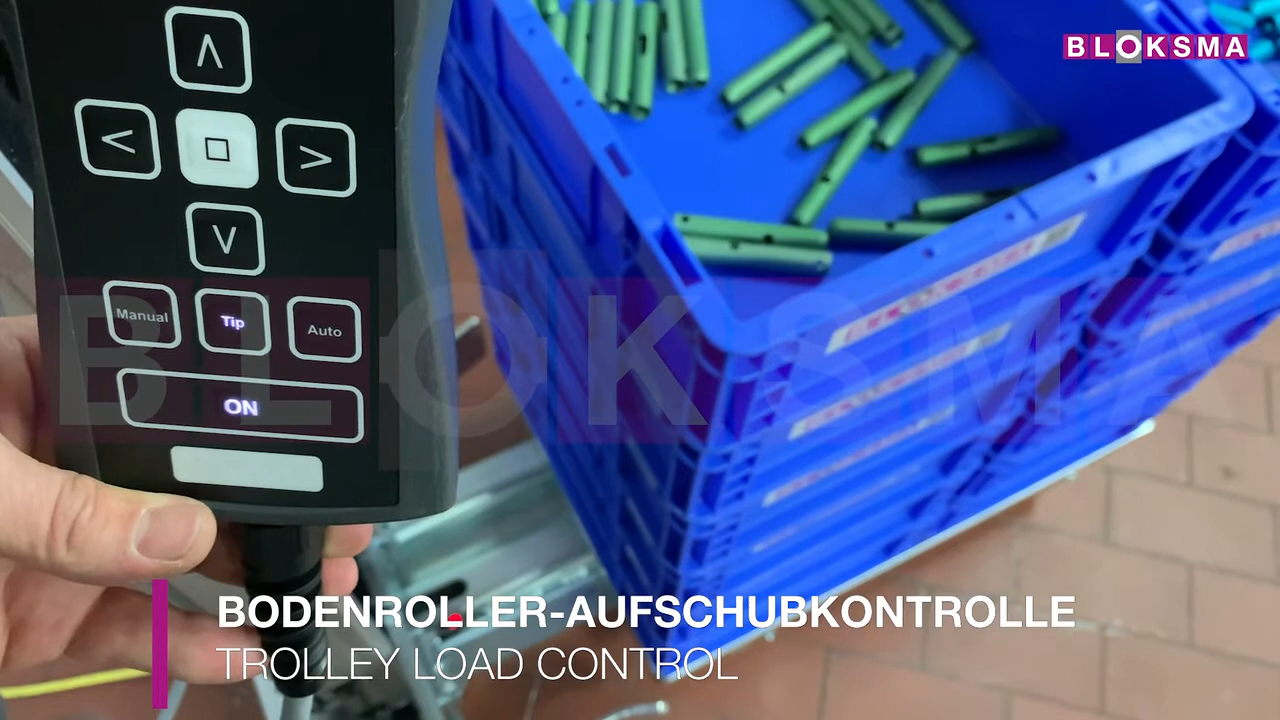 BLOKSMA
Manual
Tip
Auto
ON
BLOKSMA
BODENROLLER-AUFSCHUBKONTROLLE
TROLLEY LOAD CONTROL